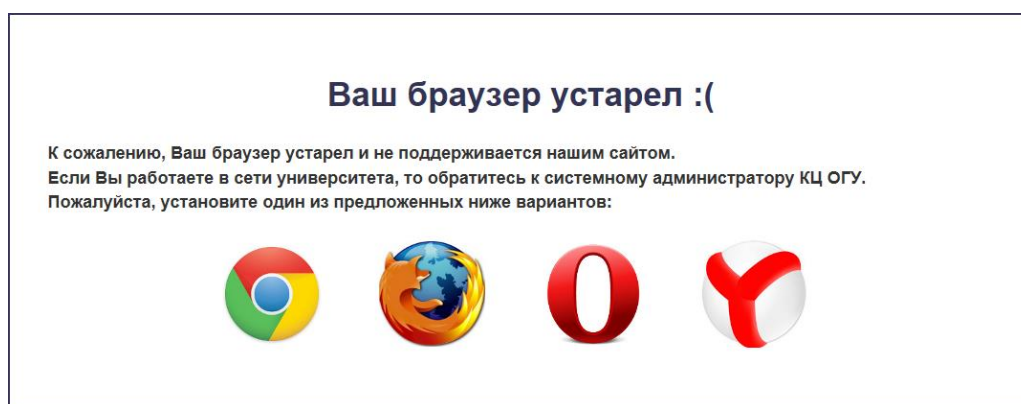 Ваш браузер устарел :(
К сожалению, Ваш браузер устарел и не поддерживается нашим сайтом.
Если Вы работаете в сети университета, то обратитесь к системному администратору КЦ ОГУ.
Пожалуйста, установите один из предложенных ниже вариантов: